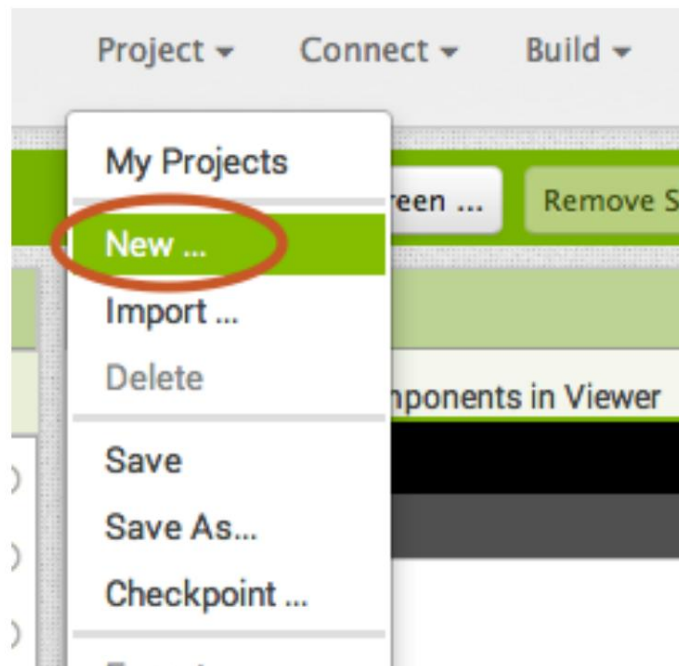 Project Connect Build
My Projects
reen ... Remove S
New ...
Import ...
Delete
nponents in Viewer
Save
Save As...
Checkpoint ...